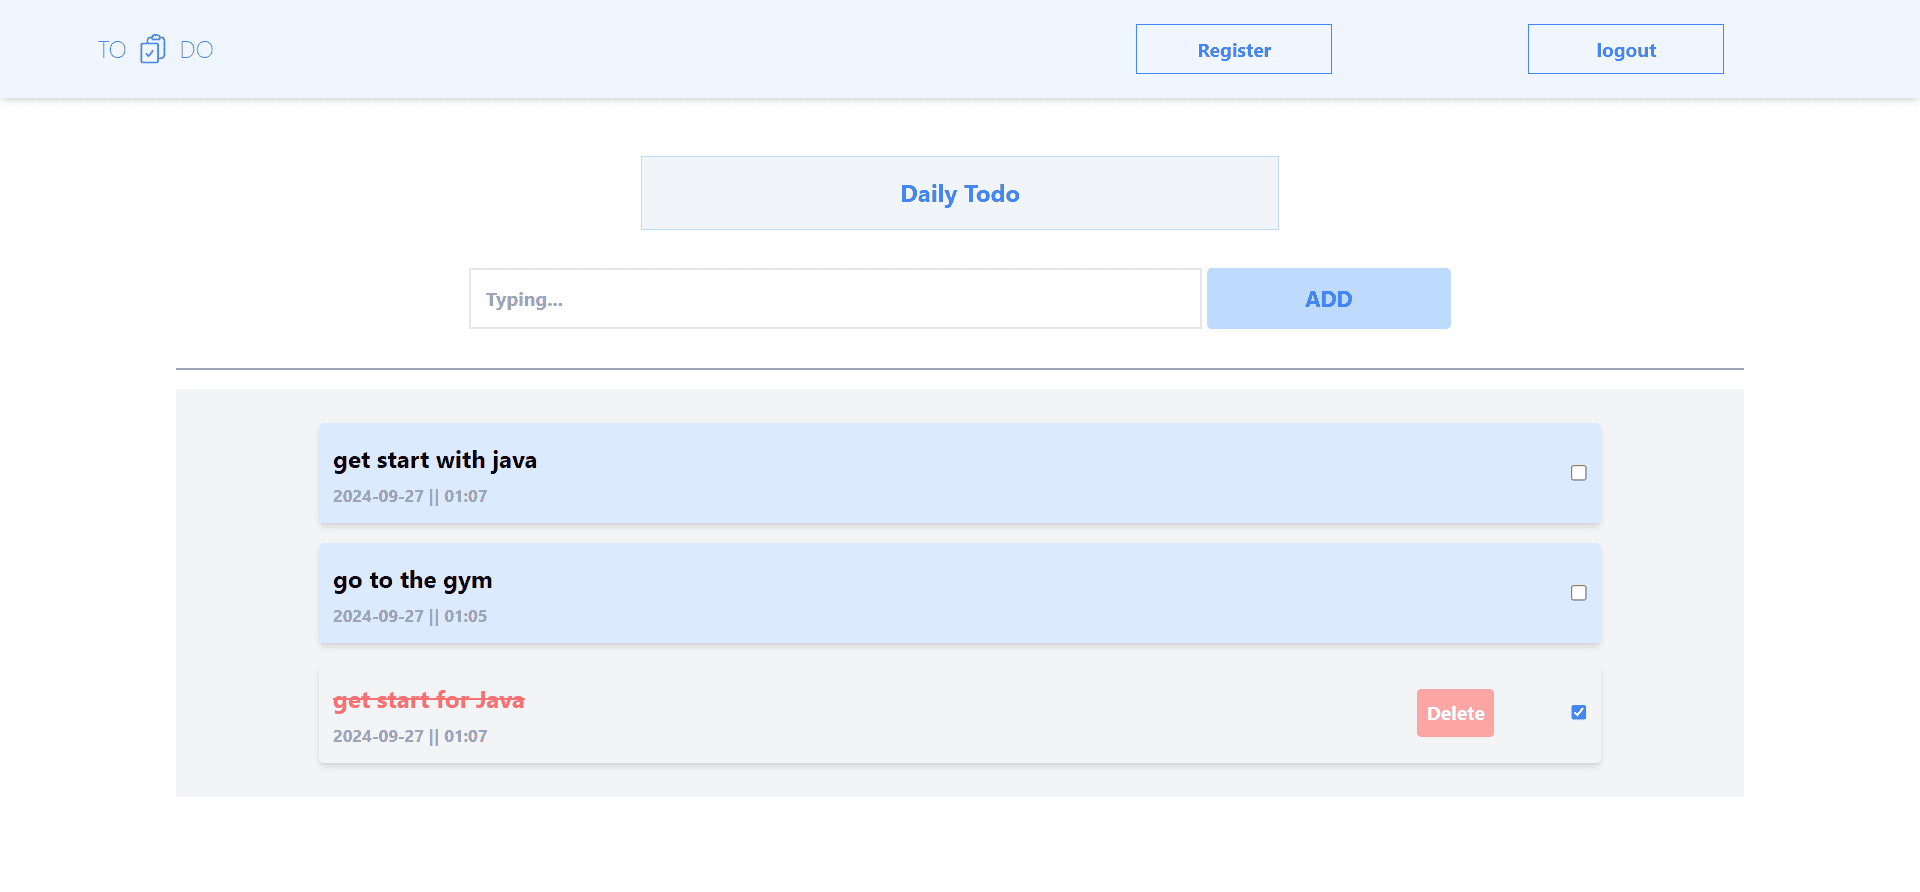 TO DO
Register
logout
Daily Todo
Typing...
ADD
get start with java
2024-09-27 || 01:07
go to the gym
2024-09-27 || 01:05
get start for Java
2024-09-27 || 01:07
Delete